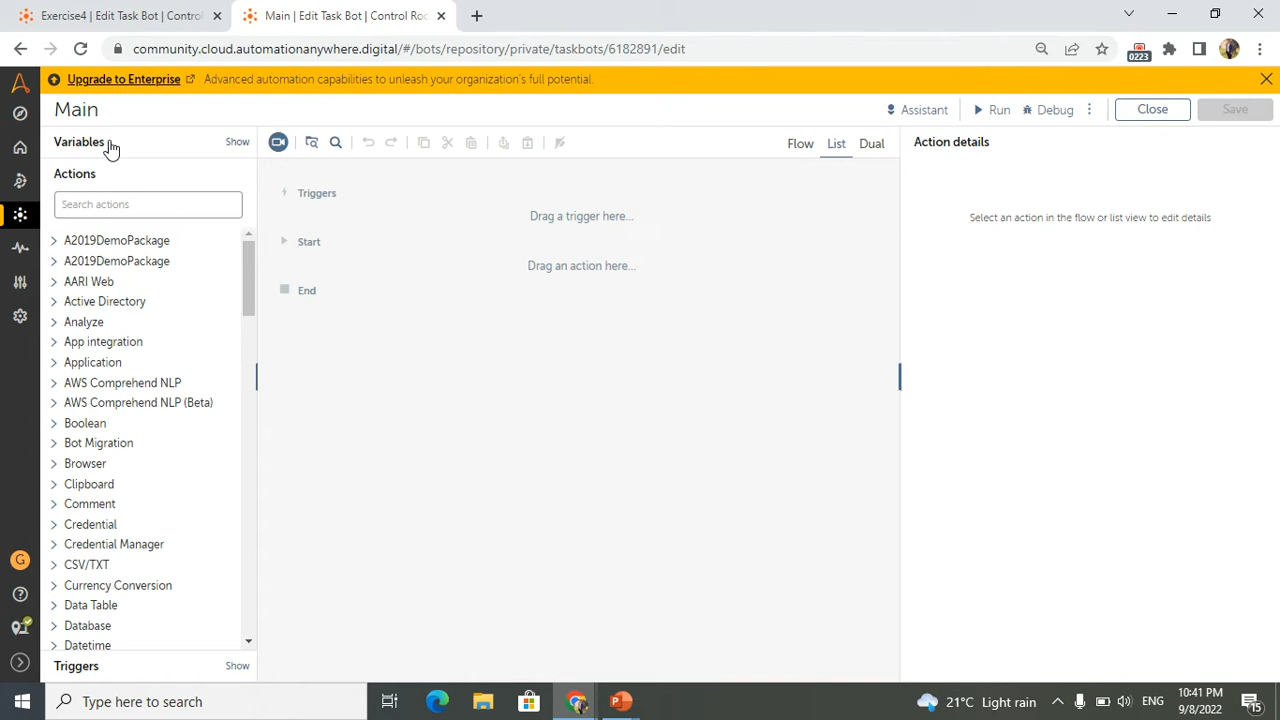 Exercise4 | Edit Task Bot | Control
Main | Edit Task Bot | Control Roo
community.cloud.automationanywhere.digital/#/bots/repository/private/taskbots/6182891/edit
0223
Upgrade to Enterprise
Advanced automation capabilities to unleash your organization's full potential.
Main
Assistant
Run
Debug
Close
Save
Variables
Show
Flow
List
Dual
Action details
Actions
Search actions
Triggers
Drag a trigger here...
Select an action in the flow or list view to edit details
Start
Drag an action here...
End
A2019DemoPackage
A2019DemoPackage
AARI Web
Active Directory
Analyze
App integration
Application
AWS Comprehend NLP
AWS Comprehend NLP (Beta)
Boolean
Bot Migration
Browser
Clipboard
Comment
Credential
Credential Manager
CSV/TXT
Currency Conversion
Data Table
Database
Datetime
Triggers
Show
G
Type here to search
21°C Light rain
ENG
10:41 PM
9/8/2022
15